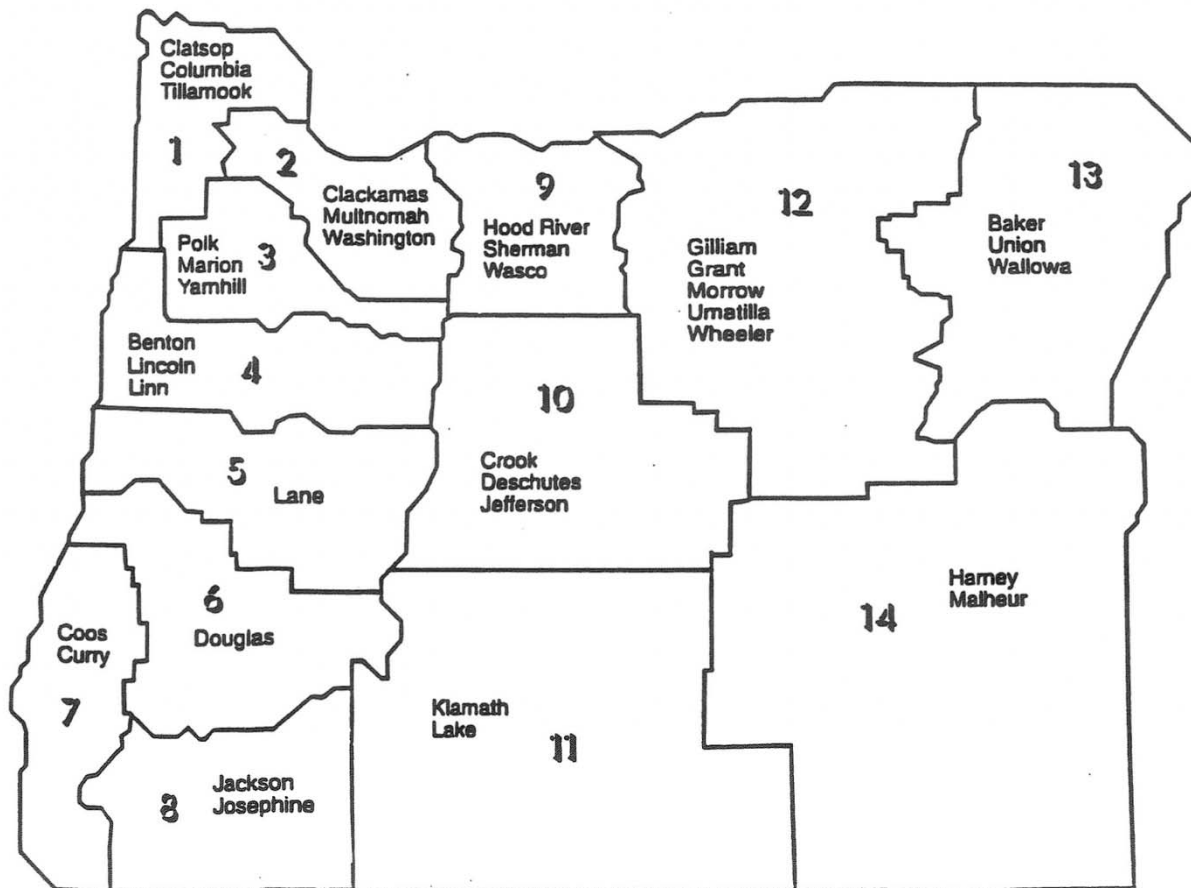 Clatsop
Columbia
Tillamook
1
2
Clackamas
Multnomah
Washington
Polk
Marion
Yamhill
3
Benton
Lincoln
Linn
4
5
Lane
6
Douglas
Coos
Curry
7
8
Jackson
Josephine
9
Hood River
Sherman
Wasco
10
Crook
Deschutes
Jefferson
Klamath
Lake
11
12
Gilliam
Grant
Morrow
Umatilla
Wheeler
13
Baker
Union
Wallowa
Harney
Malheur
14